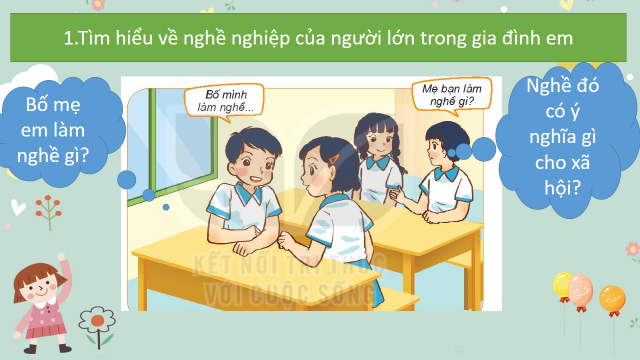 1.Tìm hiểu về nghề nghiệp của người lớn trong gia đình em
Bố mẹ
em làm
nghề gì?
Bố mình
làm nghề...
Mẹ bạn làm
nghề gì?
Nghề đó
có ý
nghĩa gì
cho xã
hội?
KẾT NỐI TRI THỨC
VỚI CUỘC SỐNG